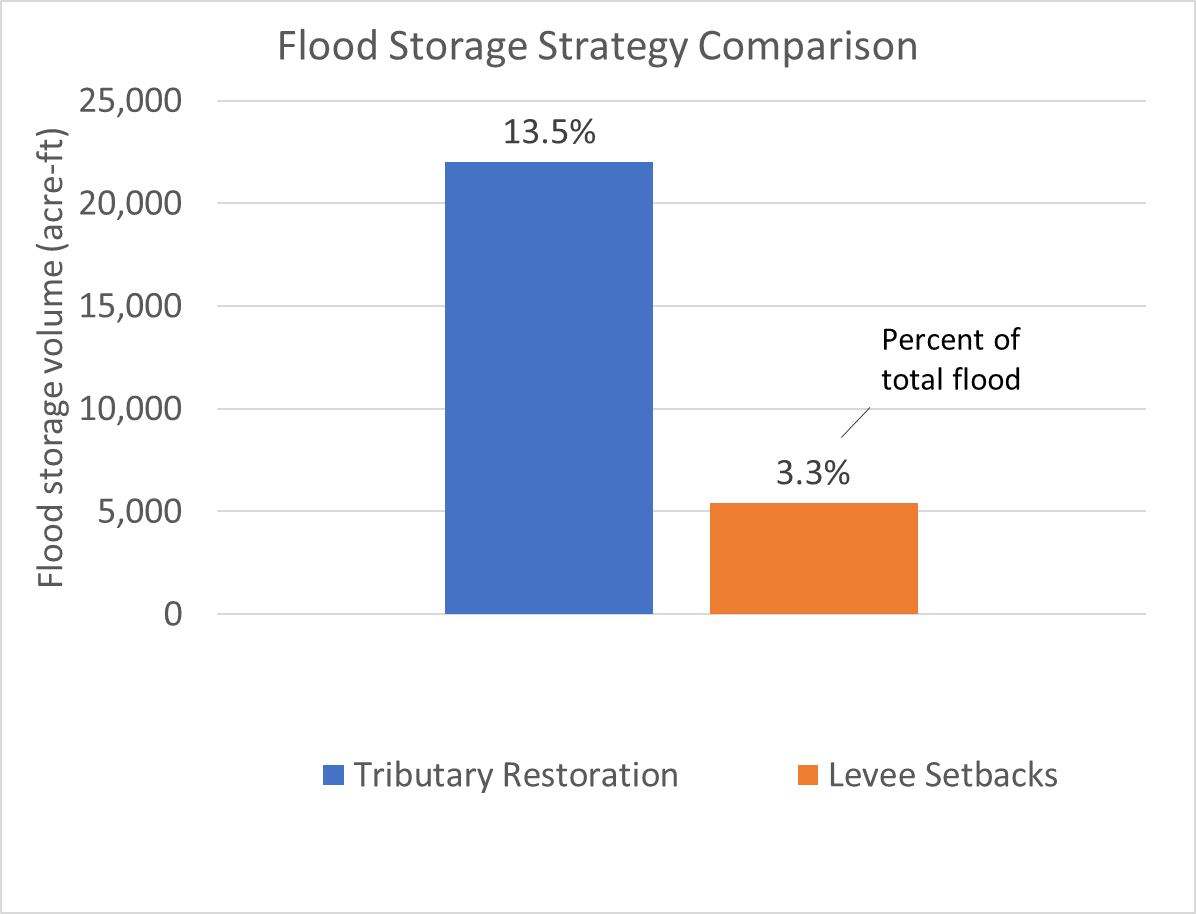 Flood Storage Strategy Comparison
Flood storage volume (acre-ft)
25,000
20,000
15,000
10,000
5,000
0
13.5%
Percent of
total flood
3.3%
Tributary Restoration
Levee Setbacks